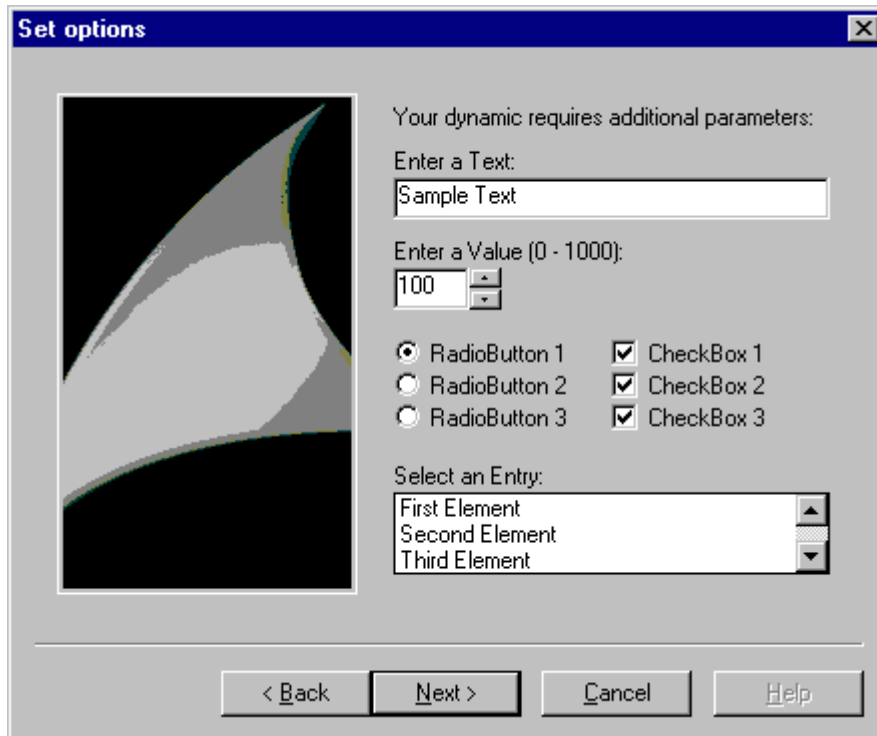 Set options
Your dynamic requires additional parameters:
Enter a Text:
Sample Text
Enter a Value (0 - 1000):
100
RadioButton 1 CheckBox 1
RadioButton 2 CheckBox 2
RadioButton 3 CheckBox 3
Select an Entry:
First Element
Second Element
Third Element
< Back Next > Cancel Help